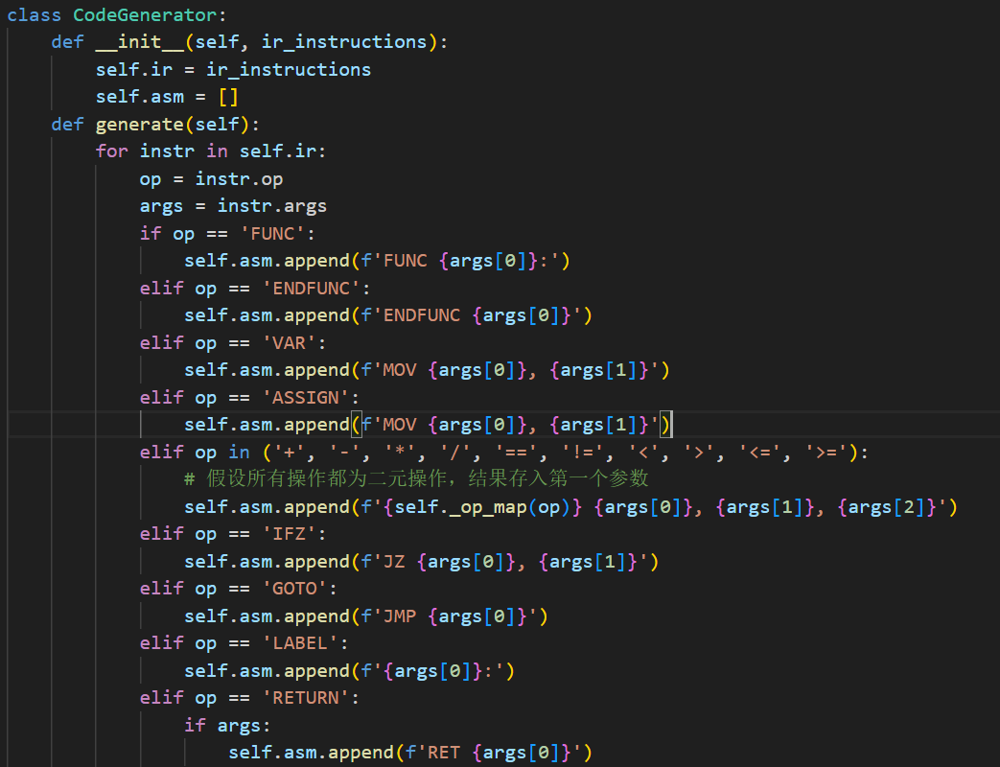 class CodeGenerator:
    def __init__(self, ir_instructions):
        self.ir = ir_instructions
        self.asm = []
    def generate(self):
        for instr in self.ir:
            op = instr.op
            args = instr.args
            if op == 'FUNC':
                self.asm.append(f'FUNC {args[0]}:')
            elif op == 'ENDFUNC':
                self.asm.append(f'ENDFUNC {args[0]}')
            elif op == 'VAR':
                self.asm.append(f'MOV {args[0]}, {args[1]}')
            elif op == 'ASSIGN':
                self.asm.append(f'MOV {args[0]}, {args[1]}')
            elif op in ('+', '-', '*', '/', '==', '!=', '<', '>', '<=', '>='):
                # 假设所有操作都为二元操作，结果存入第一个参数
                self.asm.append(f'{self._op_map(op)} {args[0]}, {args[1]}, {args[2]}')
            elif op == 'IFZ':
                self.asm.append(f'JZ {args[0]}, {args[1]}')
            elif op == 'GOTO':
                self.asm.append(f'JMP {args[0]}')
            elif op == 'LABEL':
                self.asm.append(f'{args[0]}:')
            elif op == 'RETURN':
                if args:
                    self.asm.append(f'RET {args[0]}')